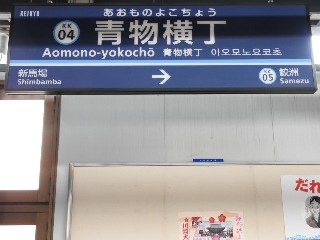 KEIKYU
あおものよこちょう
KK
04
青物横丁
Aomono-yokochō 青物横丁 아오모노요코초
新馬場
Shimbamba
→
KK
05
鮫洲
Samezu
だれ